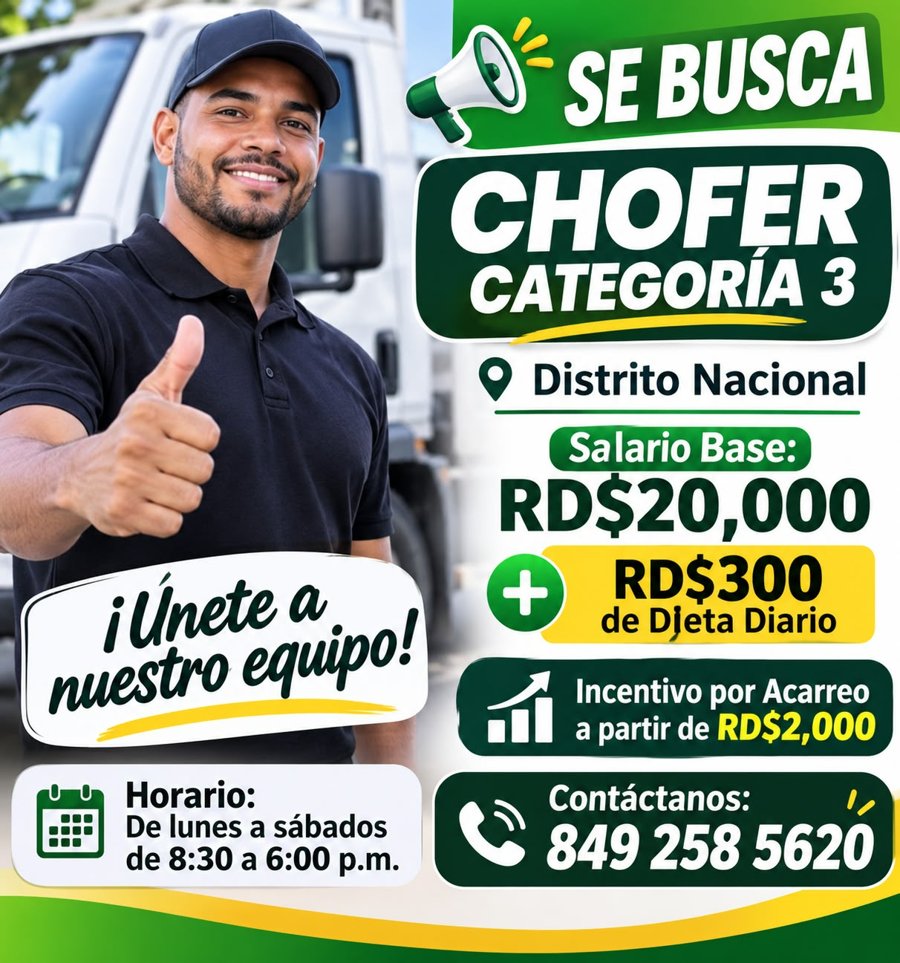 SE BUSCA
CHOFER
CATEGORÍA 3
Distrito Nacional
Salario Base:
RD$20,000
+ RD$300
de Dieta Diario
Incentivo por Acarreo
a partir de RD$2,000
¡Únete a
nuestro equipo!
Horario:
De lunes a sábados
de 8:30 a 6:00 p.m.
Contáctanos:
849 258 5620